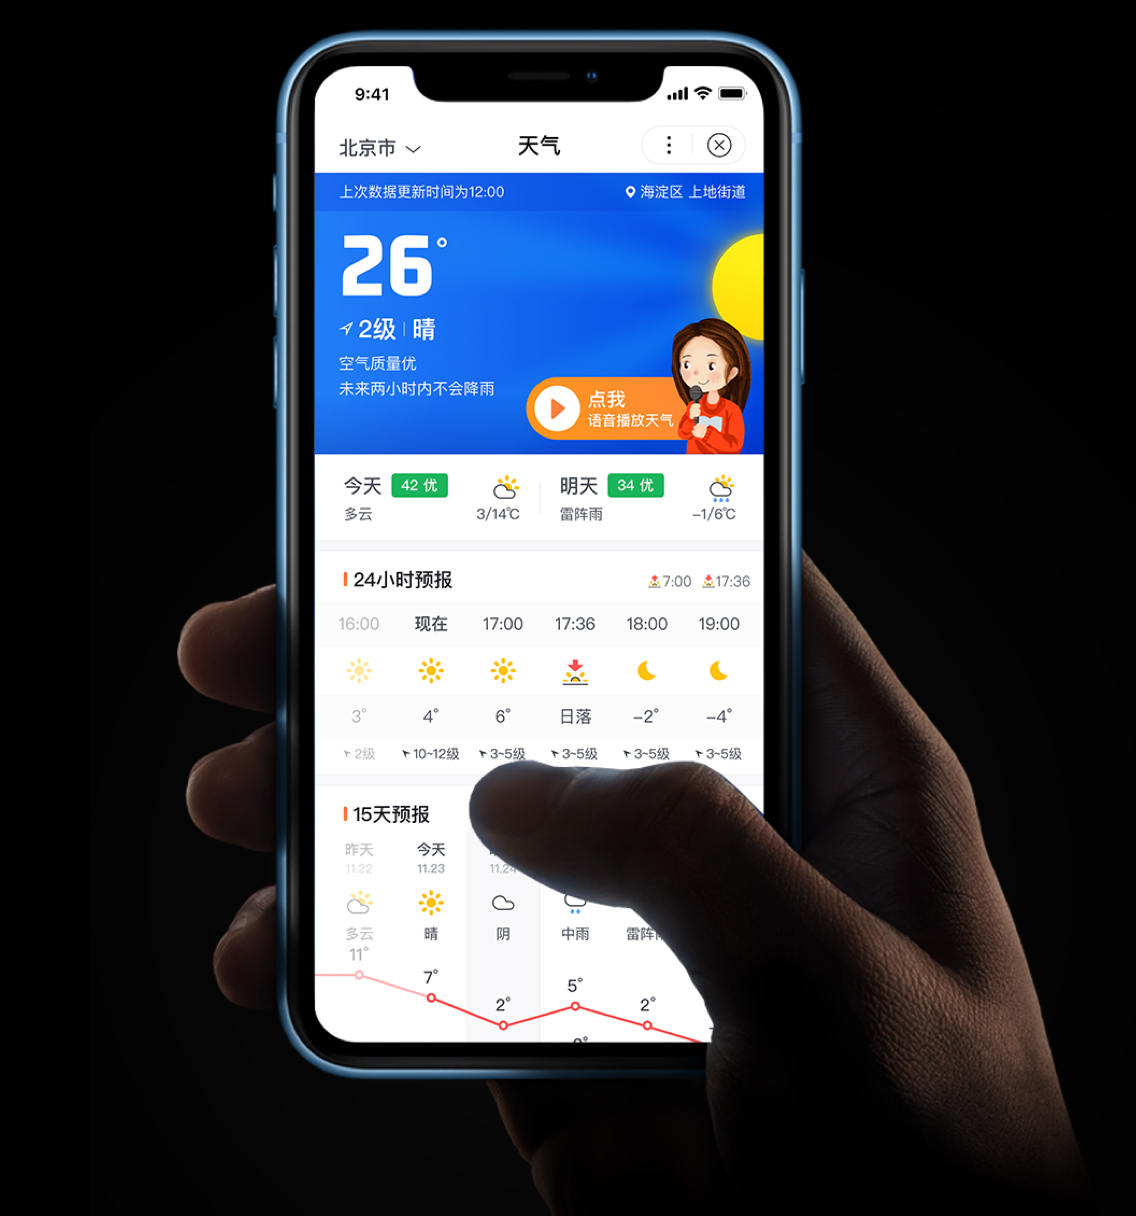 9:41
北京市
天气
上次数据更新时间为12:00
海淀区 上地街道
26°
2级 晴
空气质量优
未来两小时内不会降雨
点我
语音播放天气
今天 42 优
多云
3/14℃
明天 34 优
雷阵雨
-1/6℃
24小时预报
7:00 17:36
16:00 现在 17:00 17:36 18:00 19:00
3° 4° 6° 日落 -2° -4°
2级 10~12级 3~5级 3~5级 3~5级 3~5级
15天预报
昨天 今天
11.22 11.23 11.24
多云 晴 阴 中雨 雷阵
11° 7° 2° 5° 2°